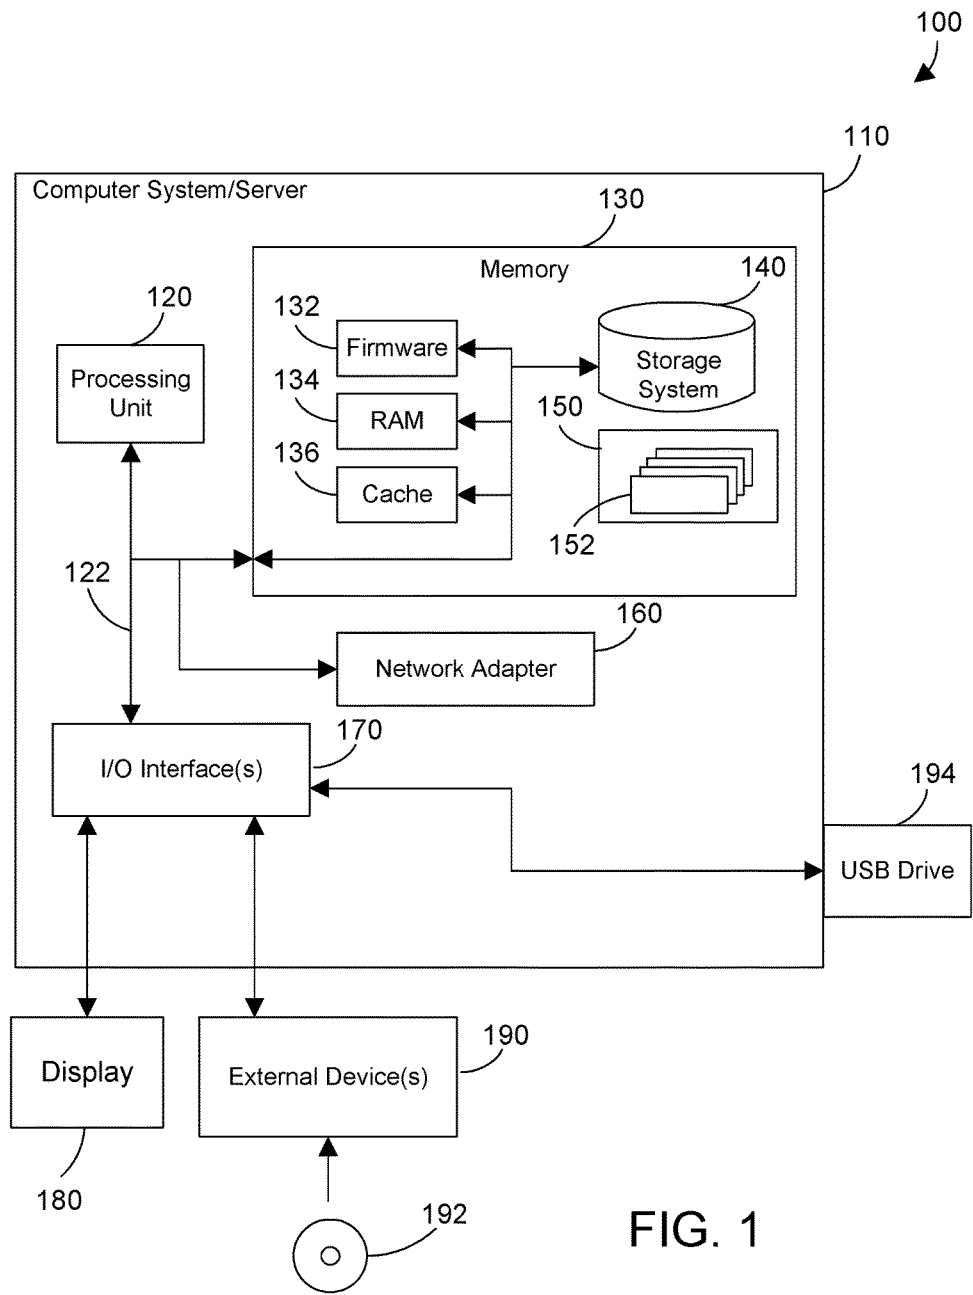 100
110
Computer System/Server
130
Memory
140
120
132
Firmware
Storage
System
Processing
Unit
134
RAM
150
136
Cache
152
122
160
Network Adapter
170
I/O Interface(s)
194
USB Drive
190
Display
External Device(s)
180
192
FIG. 1